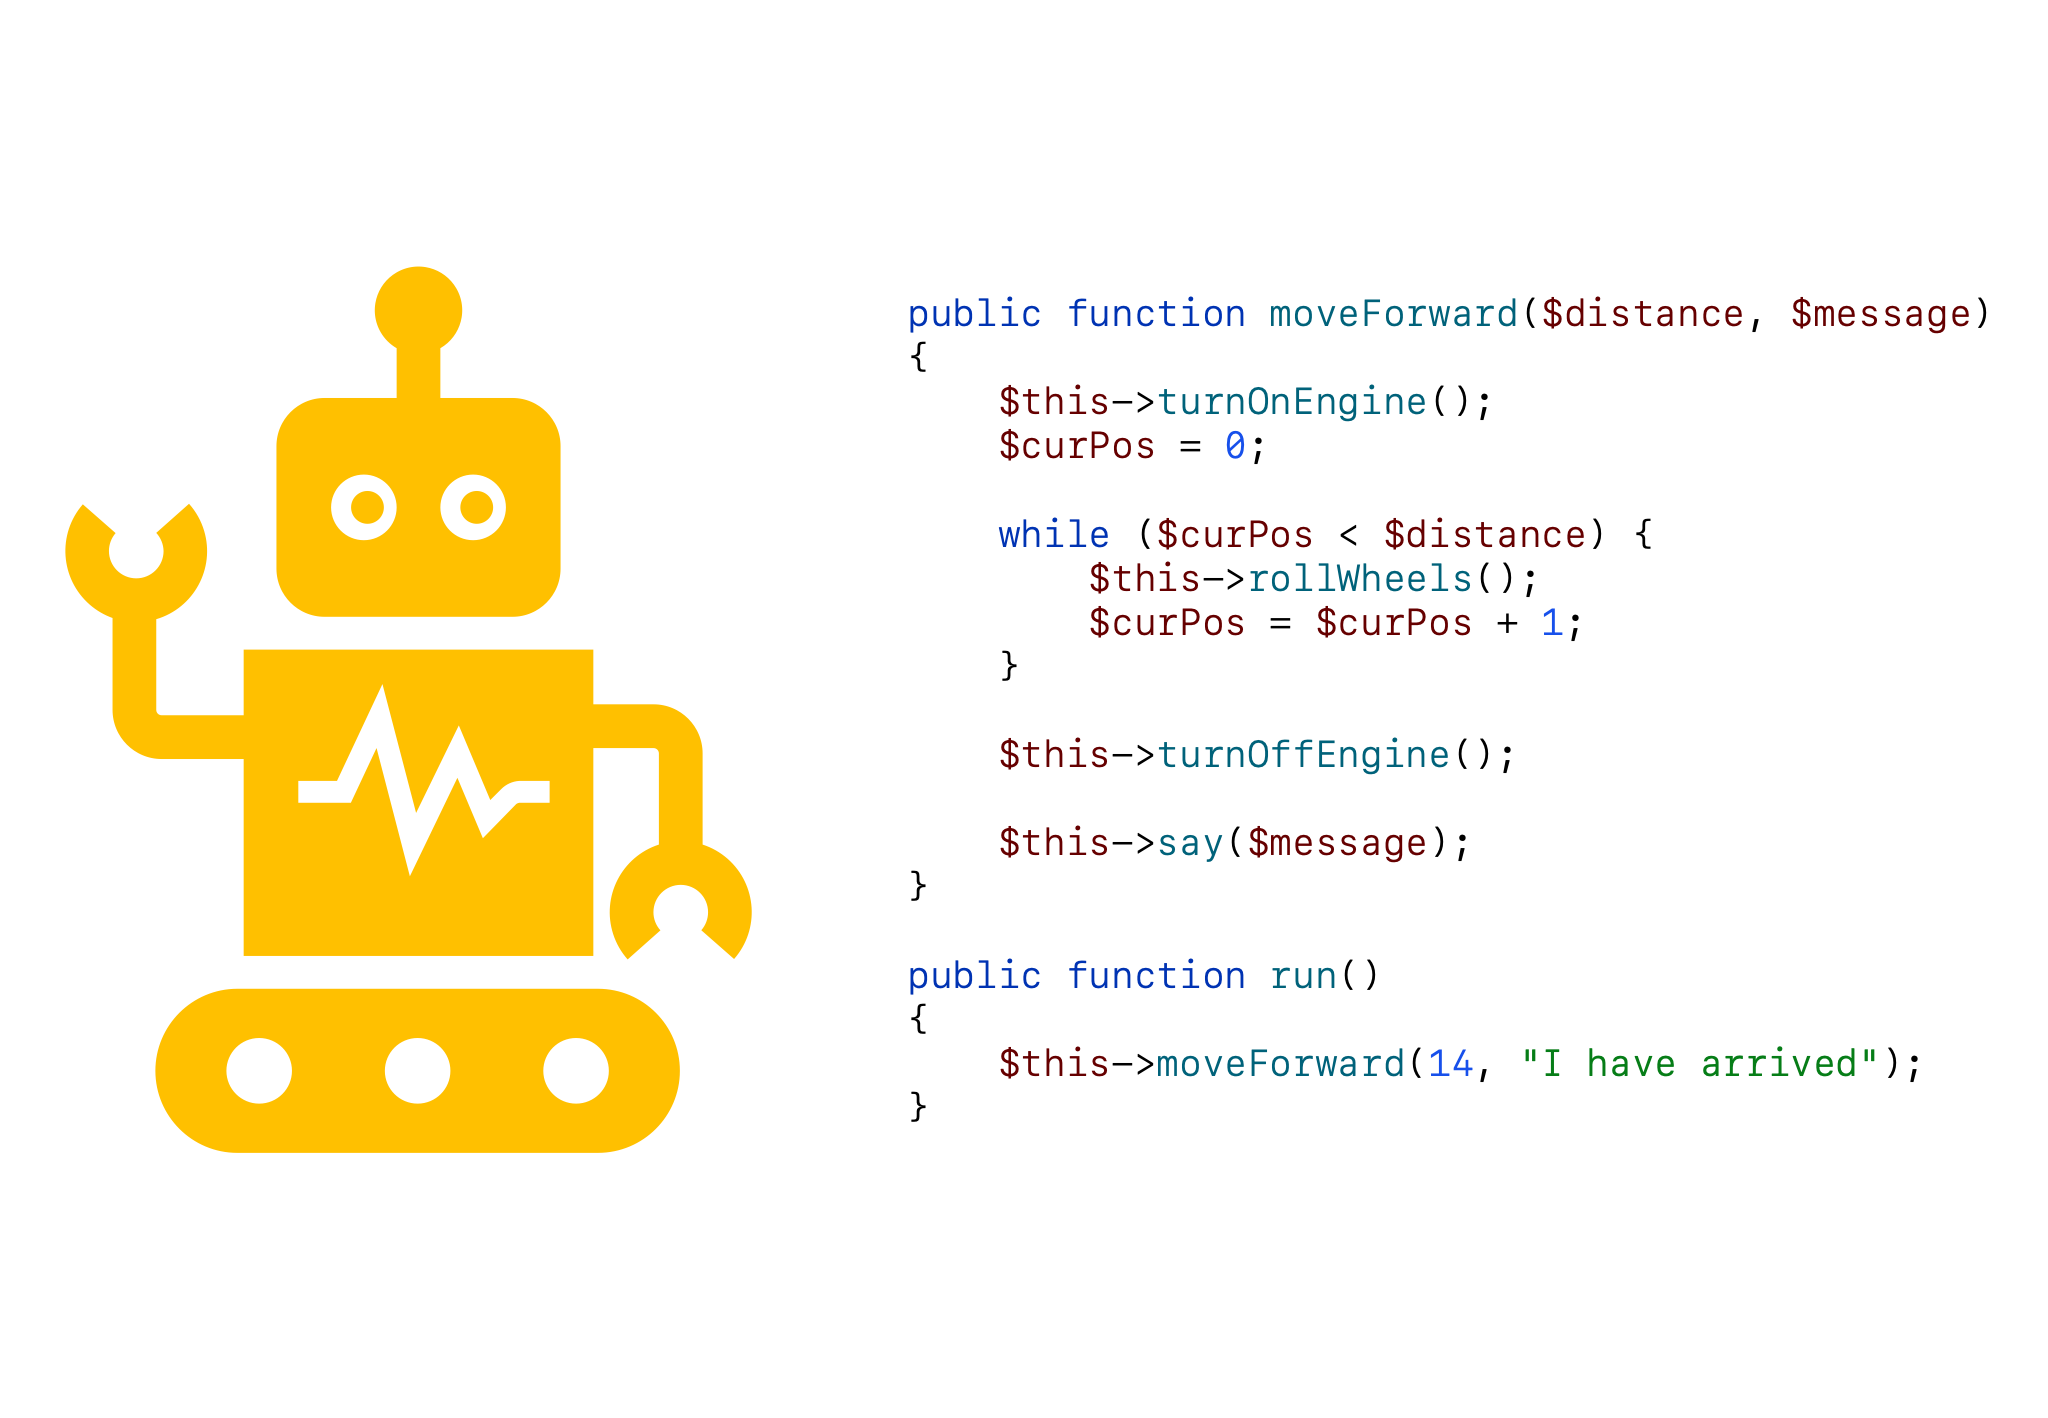 public function moveForward($distance, $message)
{
    $this->turnOnEngine();
    $curPos = 0;

    while ($curPos < $distance) {
        $this->rollWheels();
        $curPos = $curPos + 1;
    }

    $this->turnOffEngine();

    $this->say($message);
}

public function run()
{
    $this->moveForward(14, "I have arrived");
}